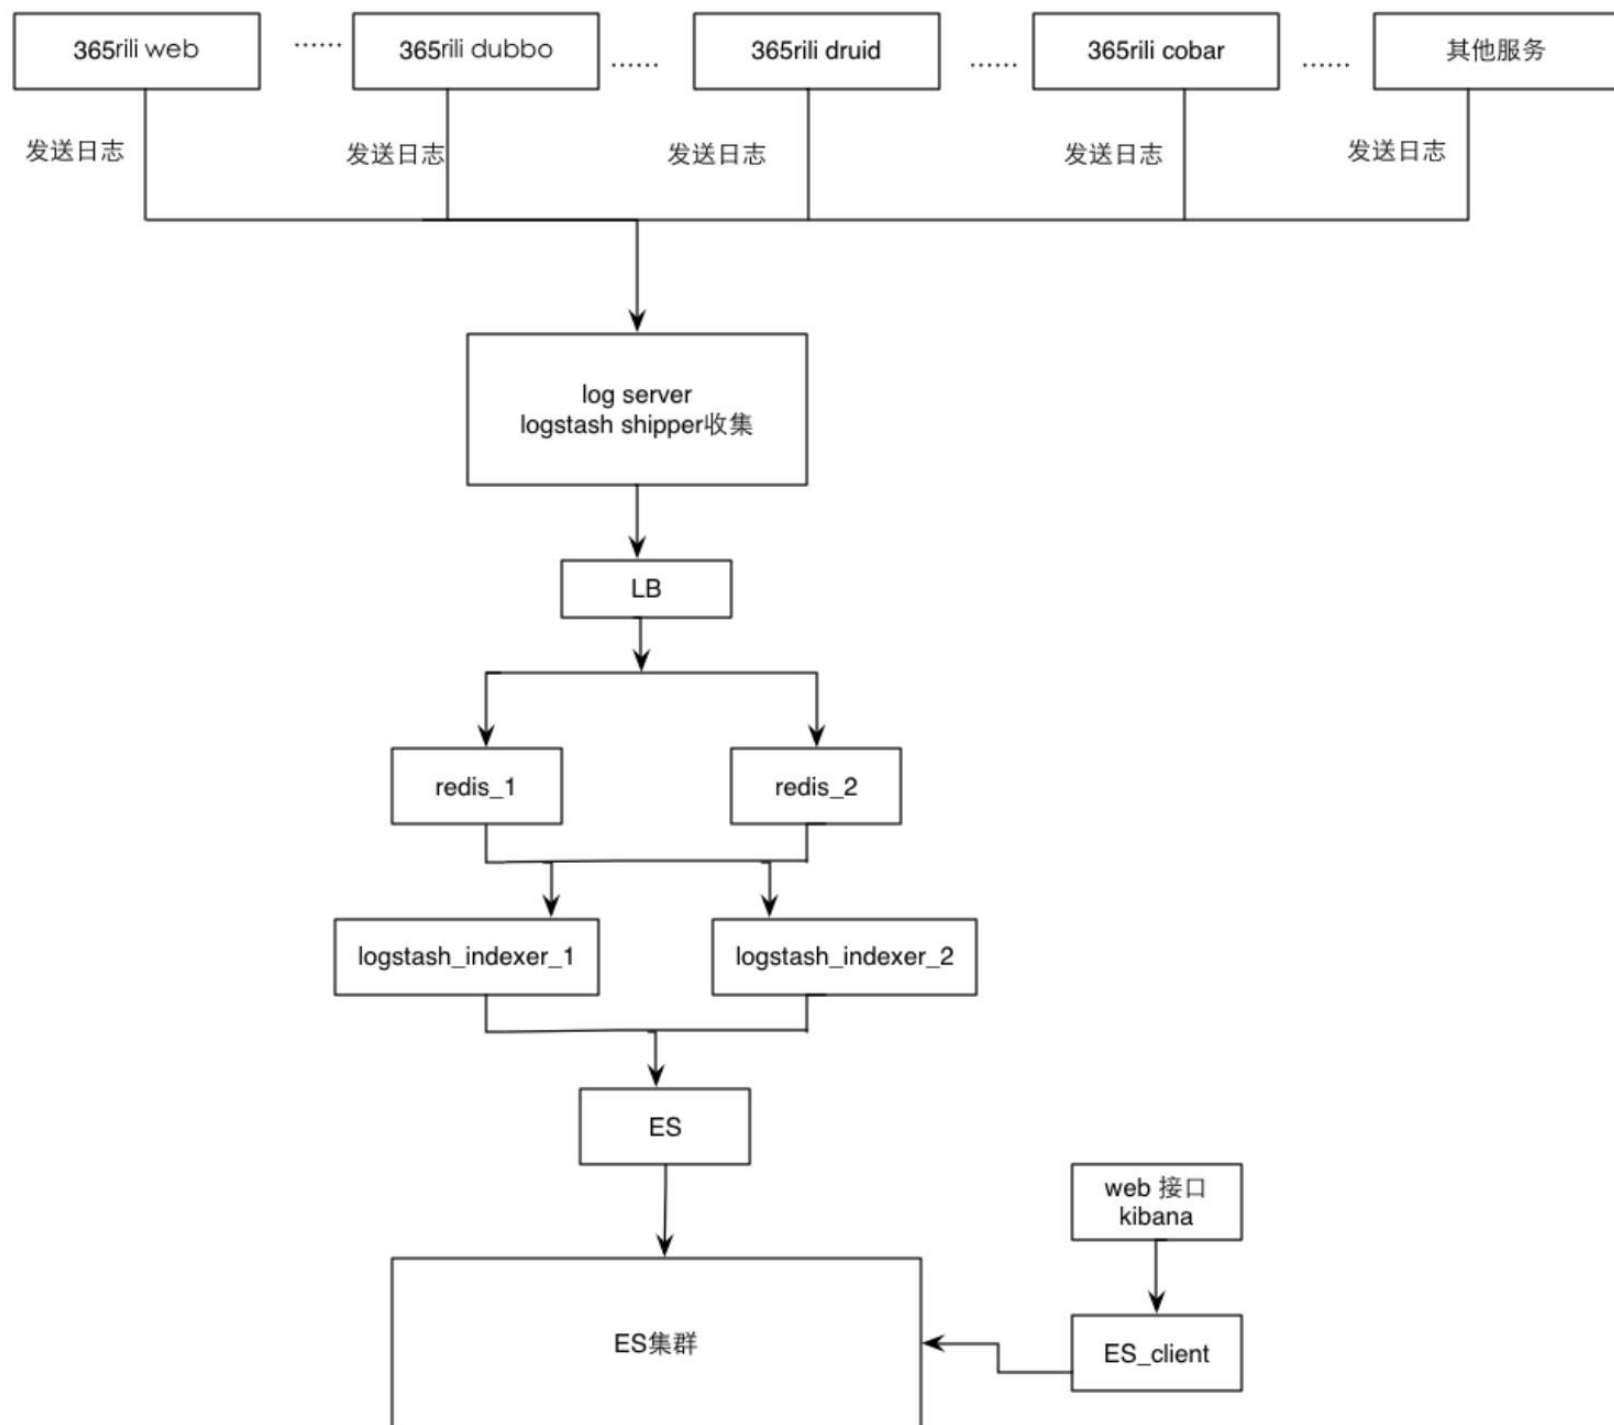 365rili web
......
365rili dubbo
......
365rili druid
......
365rili cobar
......
其他服务
发送日志
发送日志
发送日志
发送日志
发送日志
log server
logstash shipper收集
LB
redis_1
redis_2
logstash_indexer_1
logstash_indexer_2
ES
web 接口
kibana
ES集群
ES_client